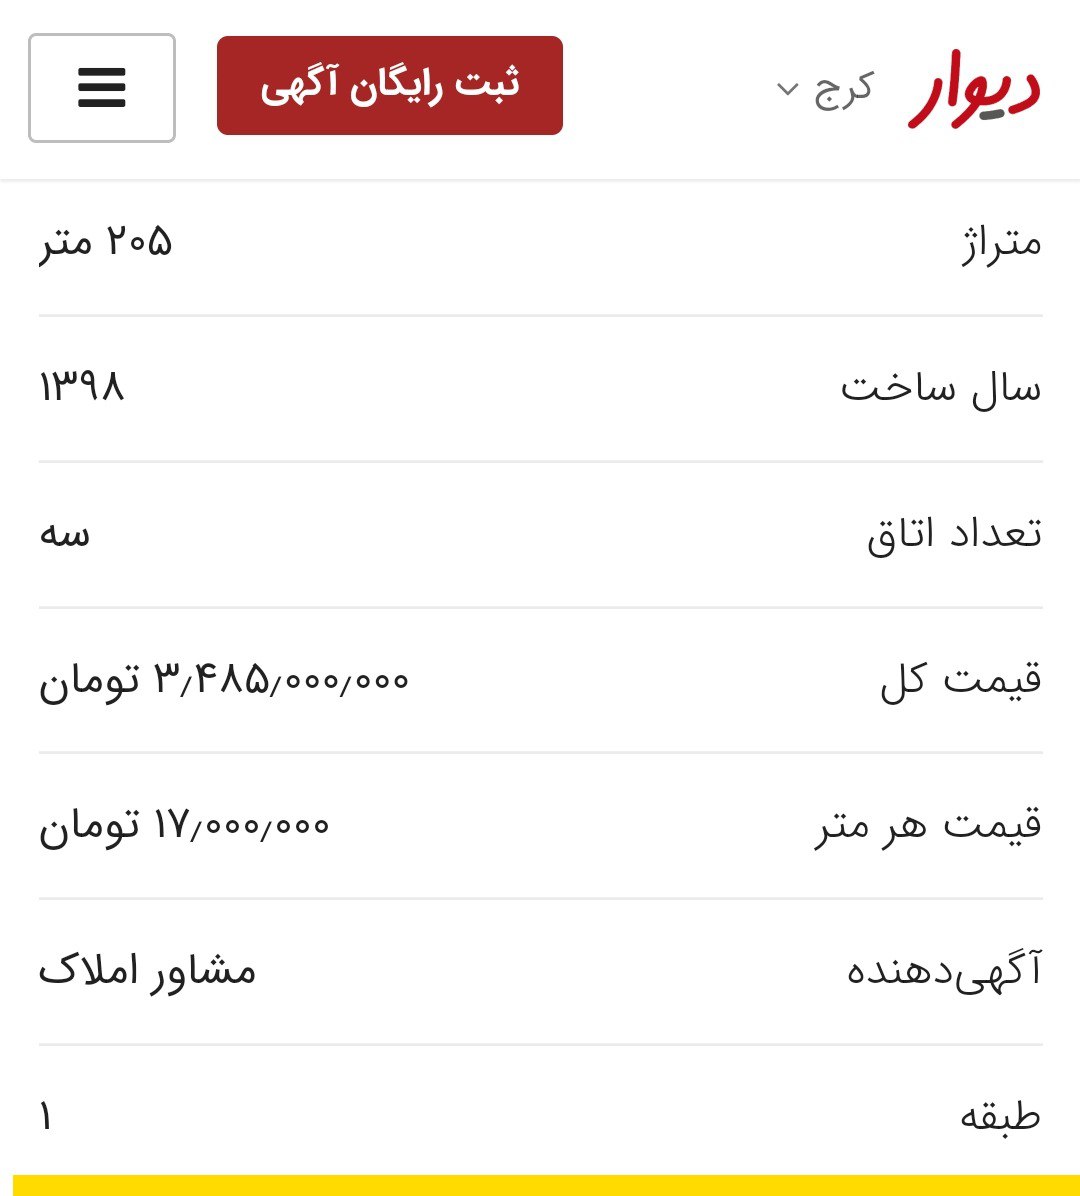 دیوار کرج ثبت رایگان آگهی
متراژ ۲۰۵ متر
سال ساخت ۱۳۹۸
تعداد اتاق سه
قیمت کل ۳٫۴۸۵٫۰۰۰٫۰۰۰ تومان
قیمت هر متر ۱۷٫۰۰۰٫۰۰۰ تومان
آگهی‌دهنده مشاور املاک
طبقه ۱